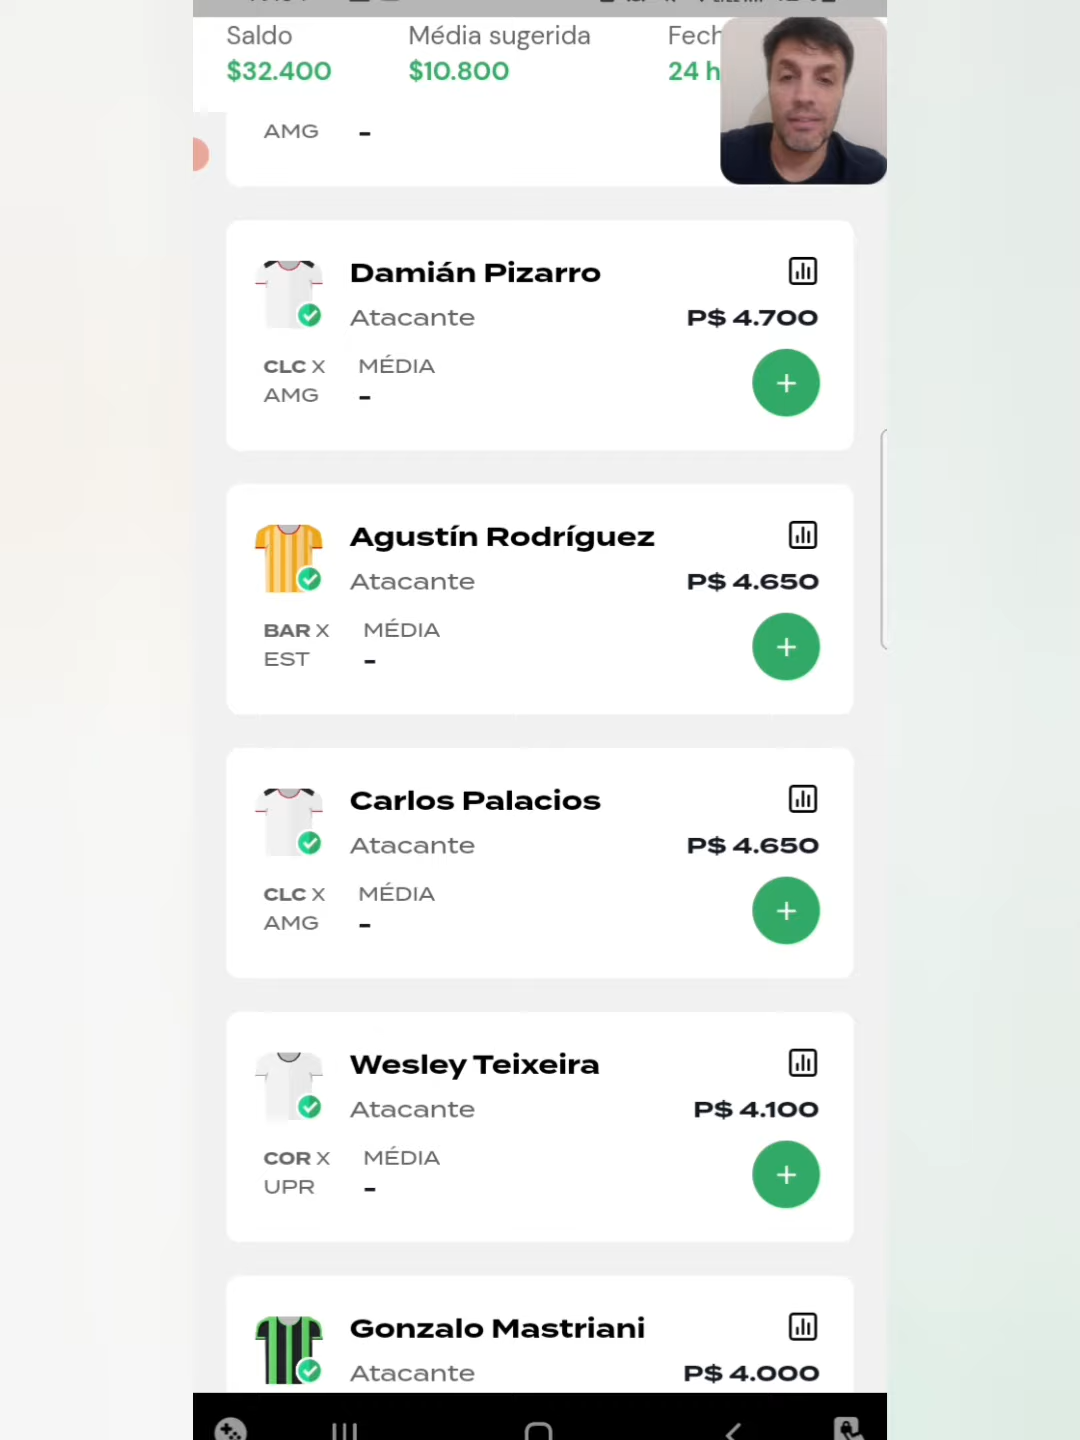 Saldo
Média sugerida
Fech
$32.400
$10.800
24 h
AMG
-
Damián Pizarro
Atacante
P$ 4.700
CLC X
MÉDIA
AMG
-
+
Agustín Rodríguez
Atacante
P$ 4.650
BAR X
MÉDIA
EST
-
+
Carlos Palacios
Atacante
P$ 4.650
CLC X
MÉDIA
AMG
-
+
Wesley Teixeira
Atacante
P$ 4.100
COR X
MÉDIA
UPR
-
+
Gonzalo Mastriani
Atacante
P$ 4.000